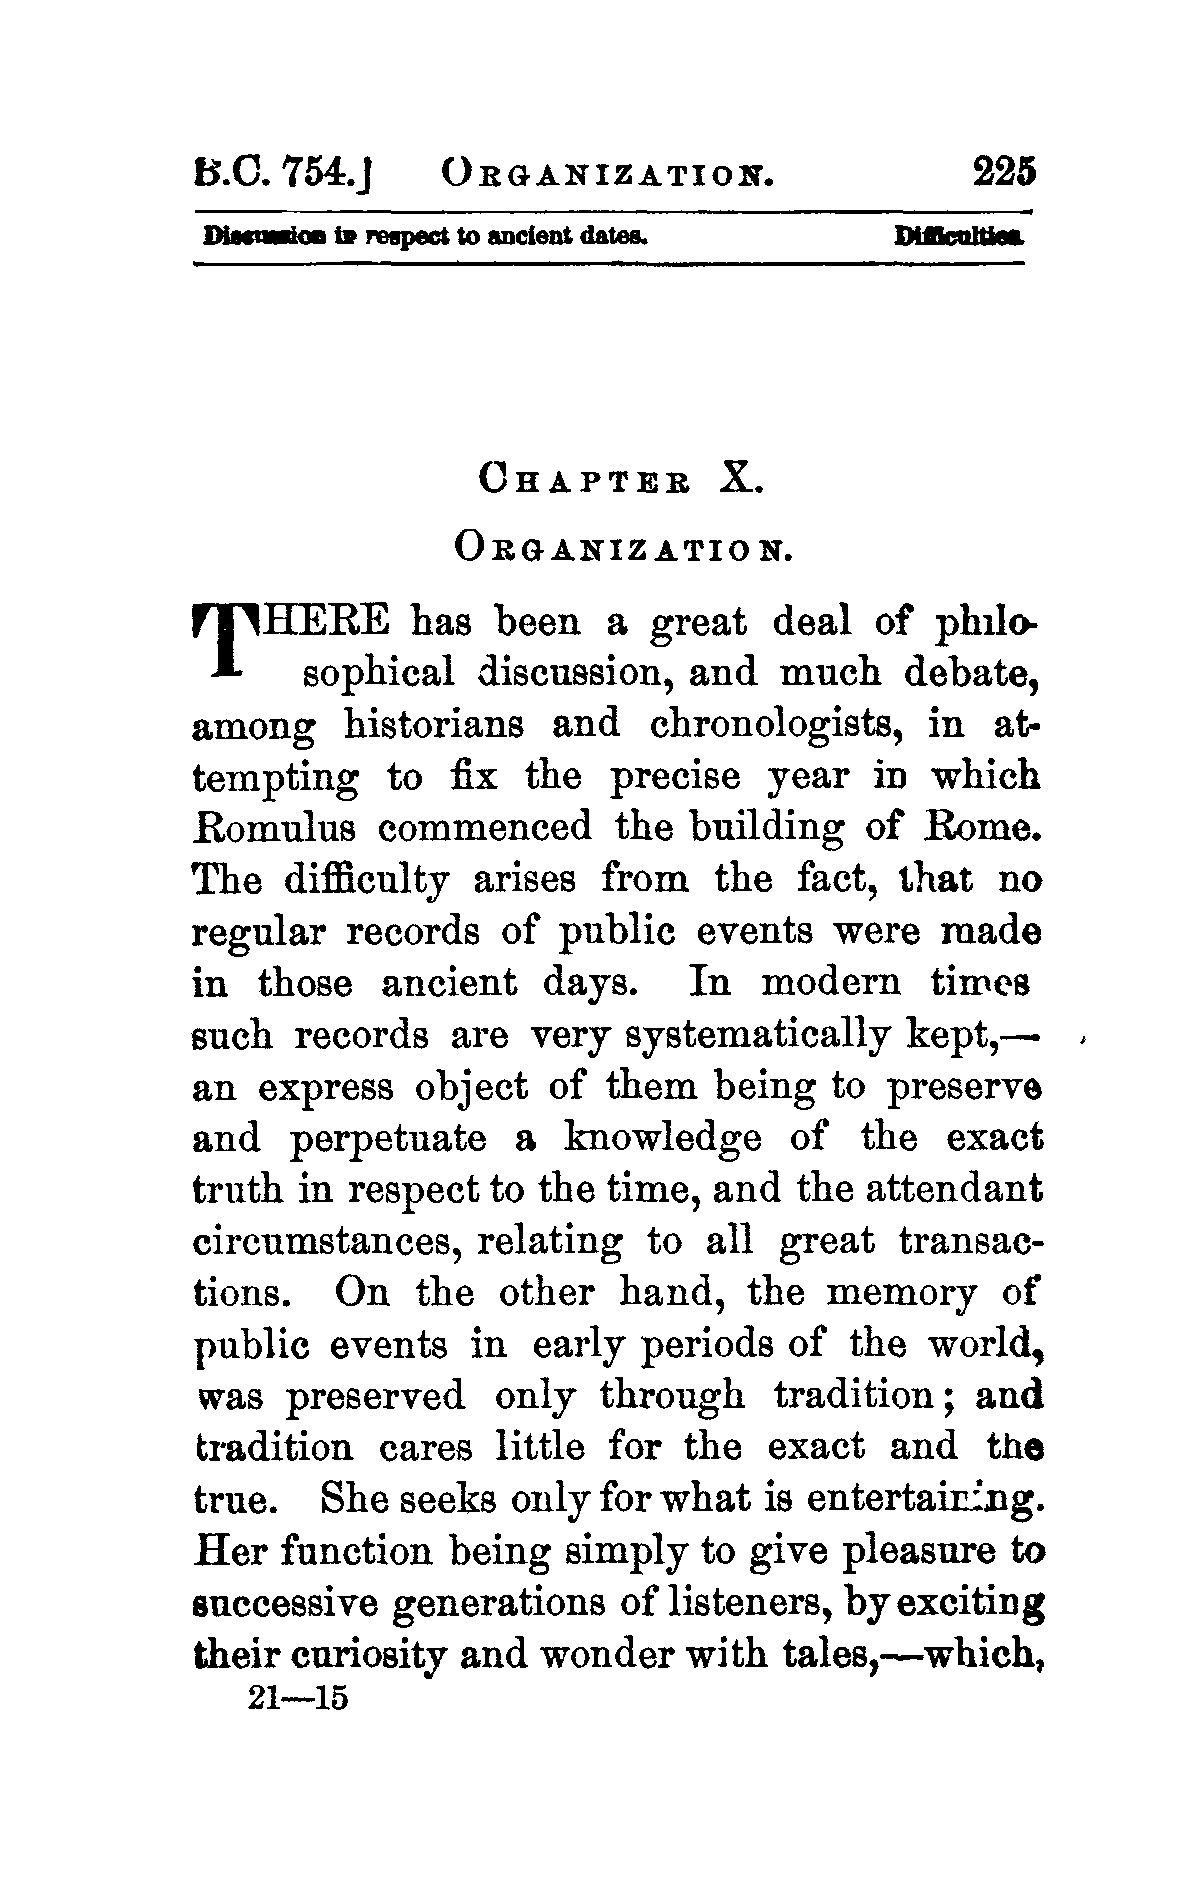 B.C. 754.] ORGANIZATION. 225
Discussion in respect to ancient dates. Difficulties.
CHAPTER X.
ORGANIZATION.
THERE has been a great deal of philo-
sophical discussion, and much debate,
among historians and chronologists, in at-
tempting to fix the precise year in which
Romulus commenced the building of Rome.
The difficulty arises from the fact, that no
regular records of public events were made
in those ancient days. In modern times
such records are very systematically kept,—
an express object of them being to preserve
and perpetuate a knowledge of the exact
truth in respect to the time, and the attendant
circumstances, relating to all great transac-
tions. On the other hand, the memory of
public events in early periods of the world,
was preserved only through tradition; and
tradition cares little for the exact and the
true. She seeks only for what is entertaining.
Her function being simply to give pleasure to
successive generations of listeners, by exciting
their curiosity and wonder with tales,—which,
21—15